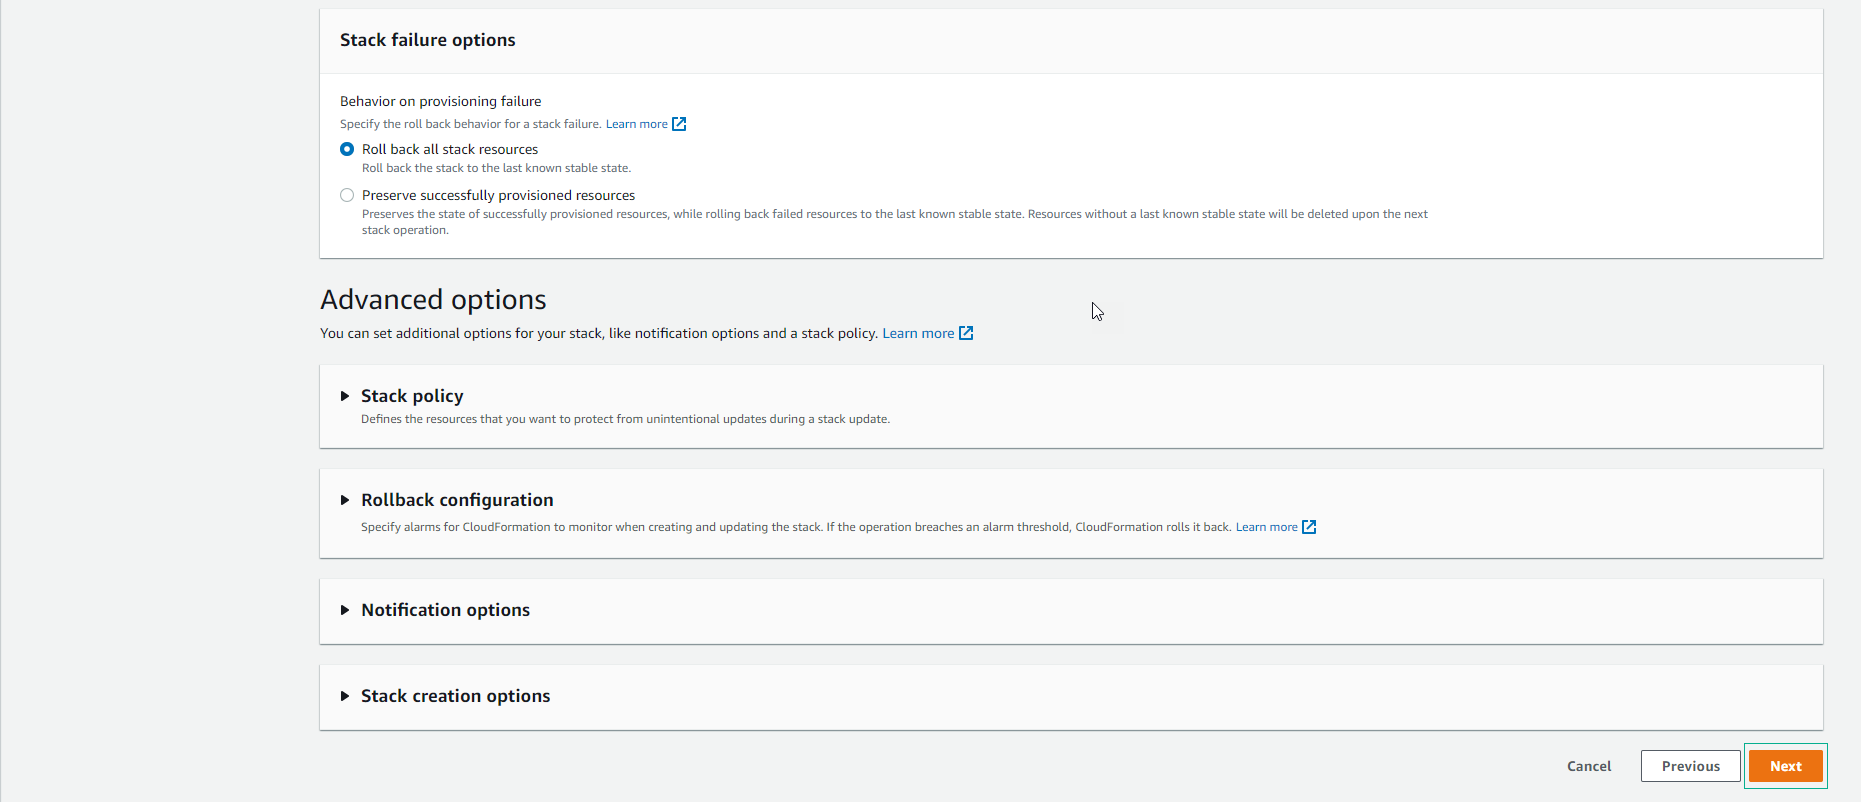 Stack failure options
Behavior on provisioning failure
Specify the roll back behavior for a stack failure. Learn more
Roll back all stack resources
Roll back the stack to the last known stable state.
Preserve successfully provisioned resources
Preserves the state of successfully provisioned resources, while rolling back failed resources to the last known stable state. Resources without a last known stable state will be deleted upon the next
stack operation.
Advanced options
You can set additional options for your stack, like notification options and a stack policy. Learn more
Stack policy
Defines the resources that you want to protect from unintentional updates during a stack update.
Rollback configuration
Specify alarms for CloudFormation to monitor when creating and updating the stack. If the operation breaches an alarm threshold, CloudFormation rolls it back. Learn more
Notification options
Stack creation options
Cancel Previous Next